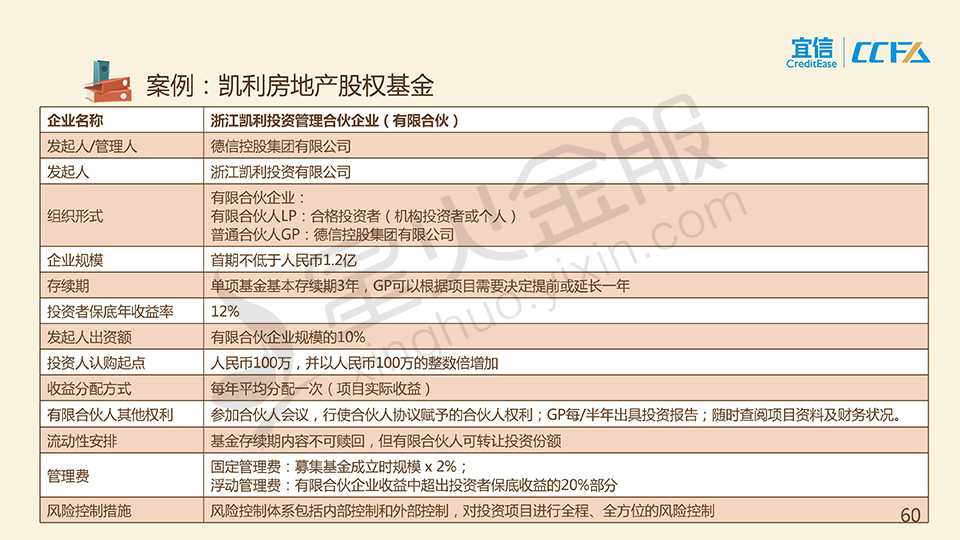 宜信
CreditEase
CCFA
案例：凯利房地产股权基金
企业名称 浙江凯利投资管理合伙企业（有限合伙）
发起人/管理人 德信控股集团有限公司
发起人 浙江凯利投资有限公司
组织形式 有限合伙企业：
有限合伙人LP：合格投资者（机构投资者或个人）
普通合伙人GP：德信控股集团有限公司
企业规模 首期不低于人民币1.2亿
存续期 单项基金基本存续期3年，GP可以根据项目需要决定提前或延长一年
投资者保底年收益率 12%
发起人出资额 有限合伙企业规模的10%
投资人认购起点 人民币100万，并以人民币100万的整数倍增加
收益分配方式 每年平均分配一次（项目实际收益）
有限合伙人其他权利 参加合伙人会议，行使合伙人协议赋予的合伙人权利；GP每/半年出具投资报告；随时查阅项目资料及财务状况。
流动性安排 基金存续期内容不可赎回，但有限合伙人可转让投资份额
管理费 固定管理费：募集基金成立时规模 x 2%；
浮动管理费：有限合伙企业收益中超出投资者保底收益的20%部分
风险控制措施 风险控制体系包括内部控制和外部控制，对投资项目进行全程、全方位的风险控制
60
星火金服
xinghuo.yixin.com